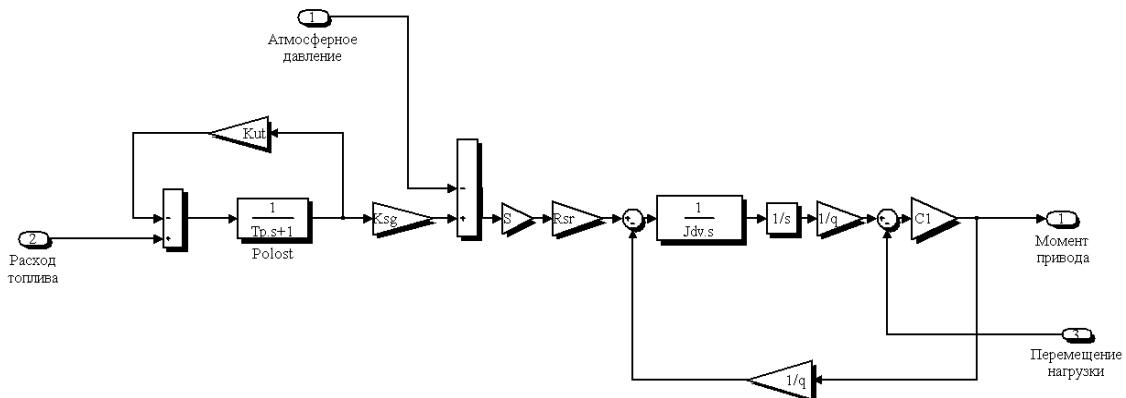 1
Атмосферное
давление
Kut
-
+
1
Tp.s+1
Polost
Ksg
-
+
S
Rsr
1
Jdv.s
1/s
1/q
C1
1
Момент
привода
2
Расход
топлива
3
Перемещение
нагрузки
1/q